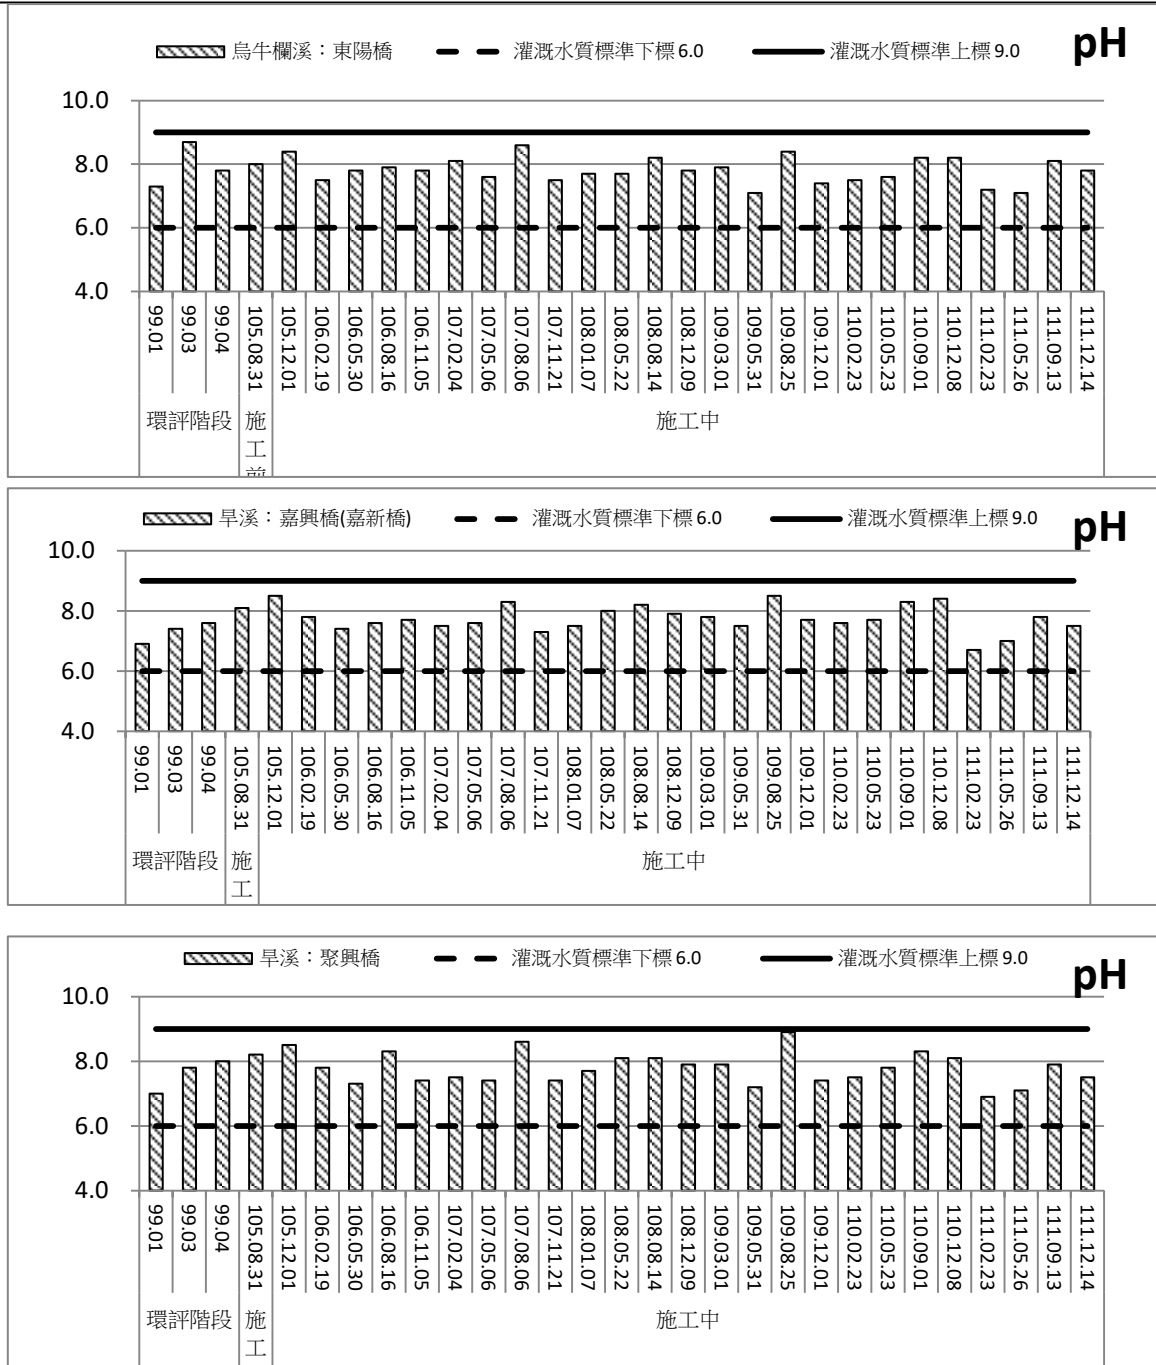 烏牛欄溪：東陽橋 灌溉水質標準下標6.0 灌溉水質標準上標9.0
pH
10.0
8.0
6.0
4.0
99.01 99.03 99.04 105.08.31 105.12.01 106.02.19 106.05.30 106.08.16 106.11.05 107.02.04 107.05.06 107.08.06 107.11.21 108.01.07 108.05.22 108.08.14 108.12.09 109.03.01 109.05.31 109.08.25 109.12.01 110.02.23 110.05.23 110.09.01 110.12.08 111.02.23 111.05.26 111.09.13 111.12.14
環評階段 施工前 施工中
旱溪：嘉興橋(嘉新橋) 灌溉水質標準下標6.0 灌溉水質標準上標9.0
pH
10.0
8.0
6.0
4.0
99.01 99.03 99.04 105.08.31 105.12.01 106.02.19 106.05.30 106.08.16 106.11.05 107.02.04 107.05.06 107.08.06 107.11.21 108.01.07 108.05.22 108.08.14 108.12.09 109.03.01 109.05.31 109.08.25 109.12.01 110.02.23 110.05.23 110.09.01 110.12.08 111.02.23 111.05.26 111.09.13 111.12.14
環評階段 施工 施工中
旱溪：聚興橋 灌溉水質標準下標6.0 灌溉水質標準上標9.0
pH
10.0
8.0
6.0
4.0
99.01 99.03 99.04 105.08.31 105.12.01 106.02.19 106.05.30 106.08.16 106.11.05 107.02.04 107.05.06 107.08.06 107.11.21 108.01.07 108.05.22 108.08.14 108.12.09 109.03.01 109.05.31 109.08.25 109.12.01 110.02.23 110.05.23 110.09.01 110.12.08 111.02.23 111.05.26 111.09.13 111.12.14
環評階段 施工 施工中